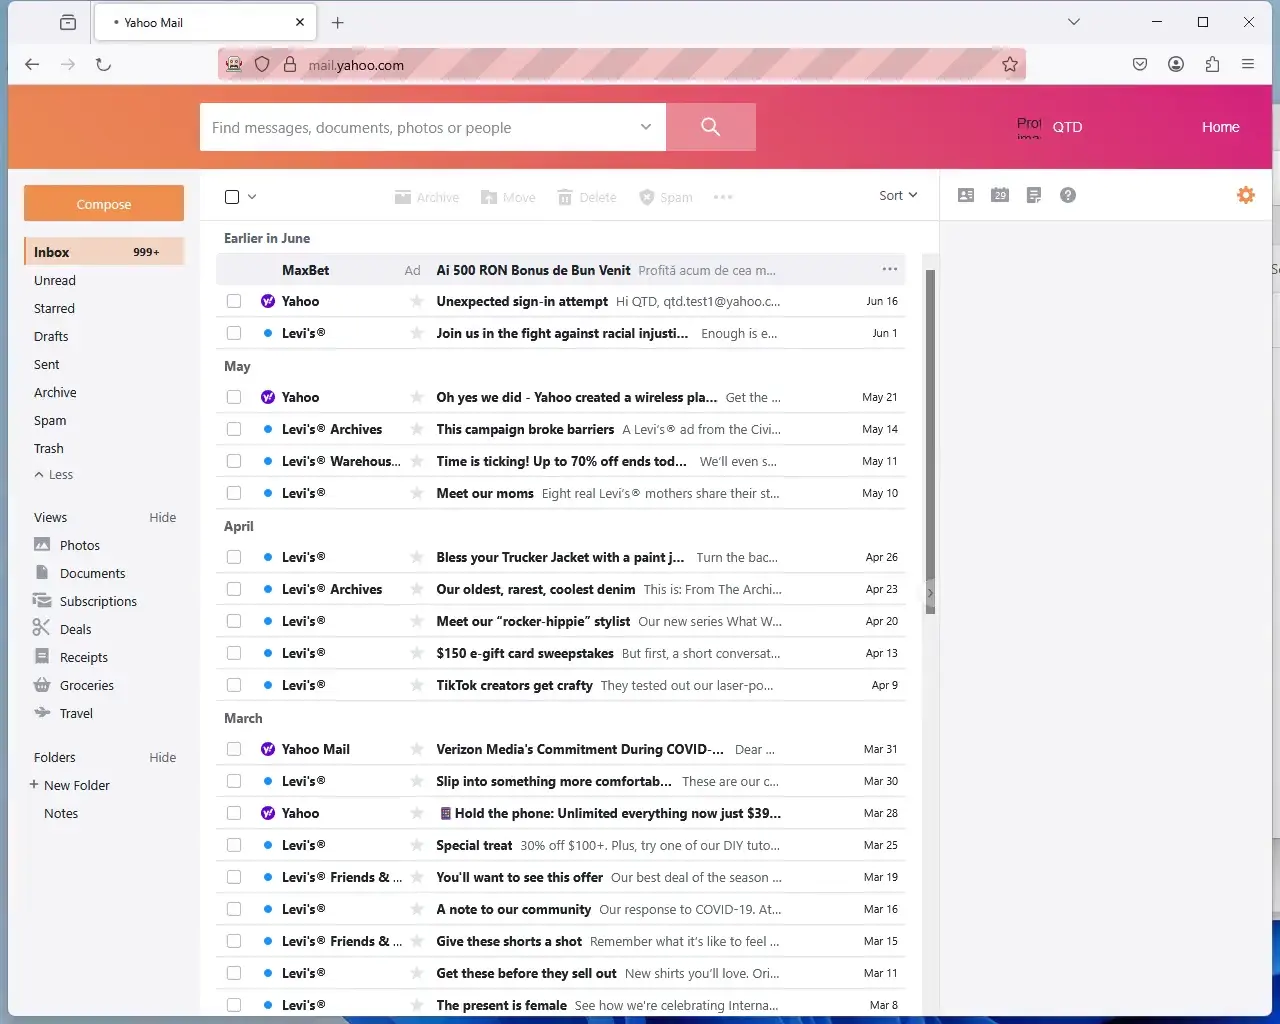 Yahoo Mail
mail.yahoo.com
Find messages, documents, photos or people
QTD
Home
Compose
Archive
Move
Delete
Spam
Sort
29
Inbox 999+
Unread
Starred
Drafts
Sent
Archive
Spam
Trash
Less
Views Hide
Photos
Documents
Subscriptions
Deals
Receipts
Groceries
Travel
Folders Hide
New Folder
Notes
Earlier in June
MaxBet Ad Ai 500 RON Bonus de Bun Venit Profită acum de cea m...
Yahoo Unexpected sign-in attempt Hi QTD, qtd.test1@yahoo.c... Jun 16
Levi's® Join us in the fight against racial injusti... Enough is e... Jun 1
May
Yahoo Oh yes we did - Yahoo created a wireless pla... Get the ... May 21
Levi's® Archives This campaign broke barriers A Levi's® ad from the Civi... May 14
Levi's® Warehous... Time is ticking! Up to 70% off ends tod... We'll even s... May 11
Levi's® Meet our moms Eight real Levi's® mothers share their st... May 10
April
Levi's® Bless your Trucker Jacket with a paint j... Turn the bac... Apr 26
Levi's® Archives Our oldest, rarest, coolest denim This is: From The Archi... Apr 23
Levi's® Meet our “rocker-hippie” stylist Our new series What W... Apr 20
Levi's® $150 e-gift card sweepstakes But first, a short conversat... Apr 13
Levi's® TikTok creators get crafty They tested out our laser-po... Apr 9
March
Yahoo Mail Verizon Media's Commitment During COVID-... Dear ... Mar 31
Levi's® Slip into something more comfortab... These are our c... Mar 30
Yahoo Hold the phone: Unlimited everything now just $39... Mar 28
Levi's® Special treat 30% off $100+. Plus, try one of our DIY tuto... Mar 25
Levi's® Friends & ... You'll want to see this offer Our best deal of the season ... Mar 19
Levi's® A note to our community Our response to COVID-19. At... Mar 16
Levi's® Friends & ... Give these shorts a shot Remember what it's like to feel ... Mar 15
Levi's® Get these before they sell out New shirts you'll love. Ori... Mar 11
Levi's® The present is female See how we're celebrating Interna... Mar 8